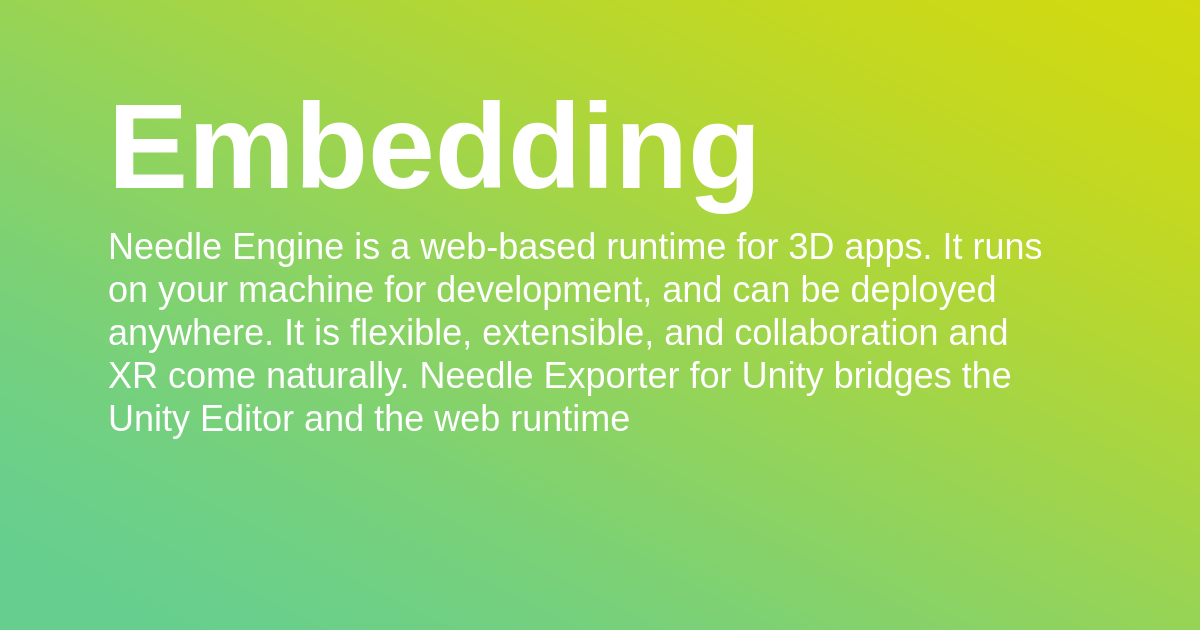 Embedding
Needle Engine is a web-based runtime for 3D apps. It runs
on your machine for development, and can be deployed
anywhere. It is flexible, extensible, and collaboration and
XR come naturally. Needle Exporter for Unity bridges the
Unity Editor and the web runtime